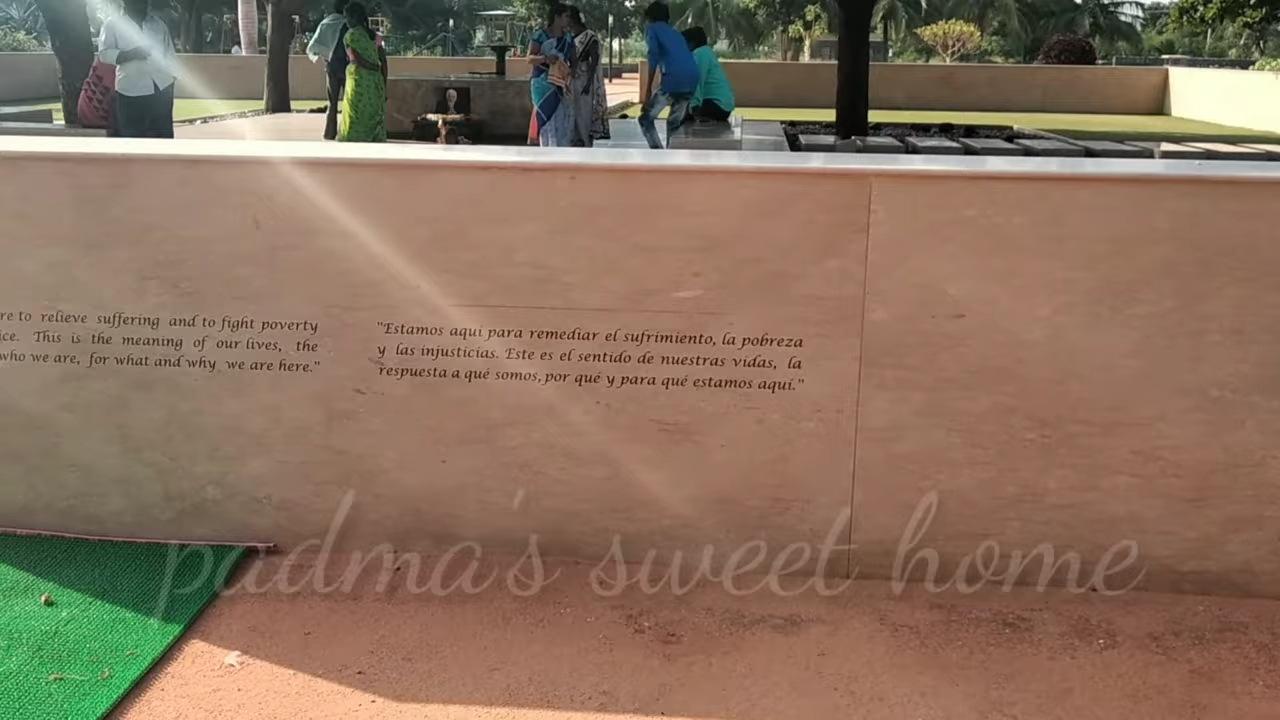 re to relieve suffering and to fight poverty
ice. This is the meaning of our lives, the
who we are, for what and why we are here."
"Estamos aquí para remediar el sufrimiento, la pobreza
y las injusticias. Este es el sentido de nuestras vidas, la
respuesta a qué somos, por qué y para qué estamos aquí."
padma's sweet home